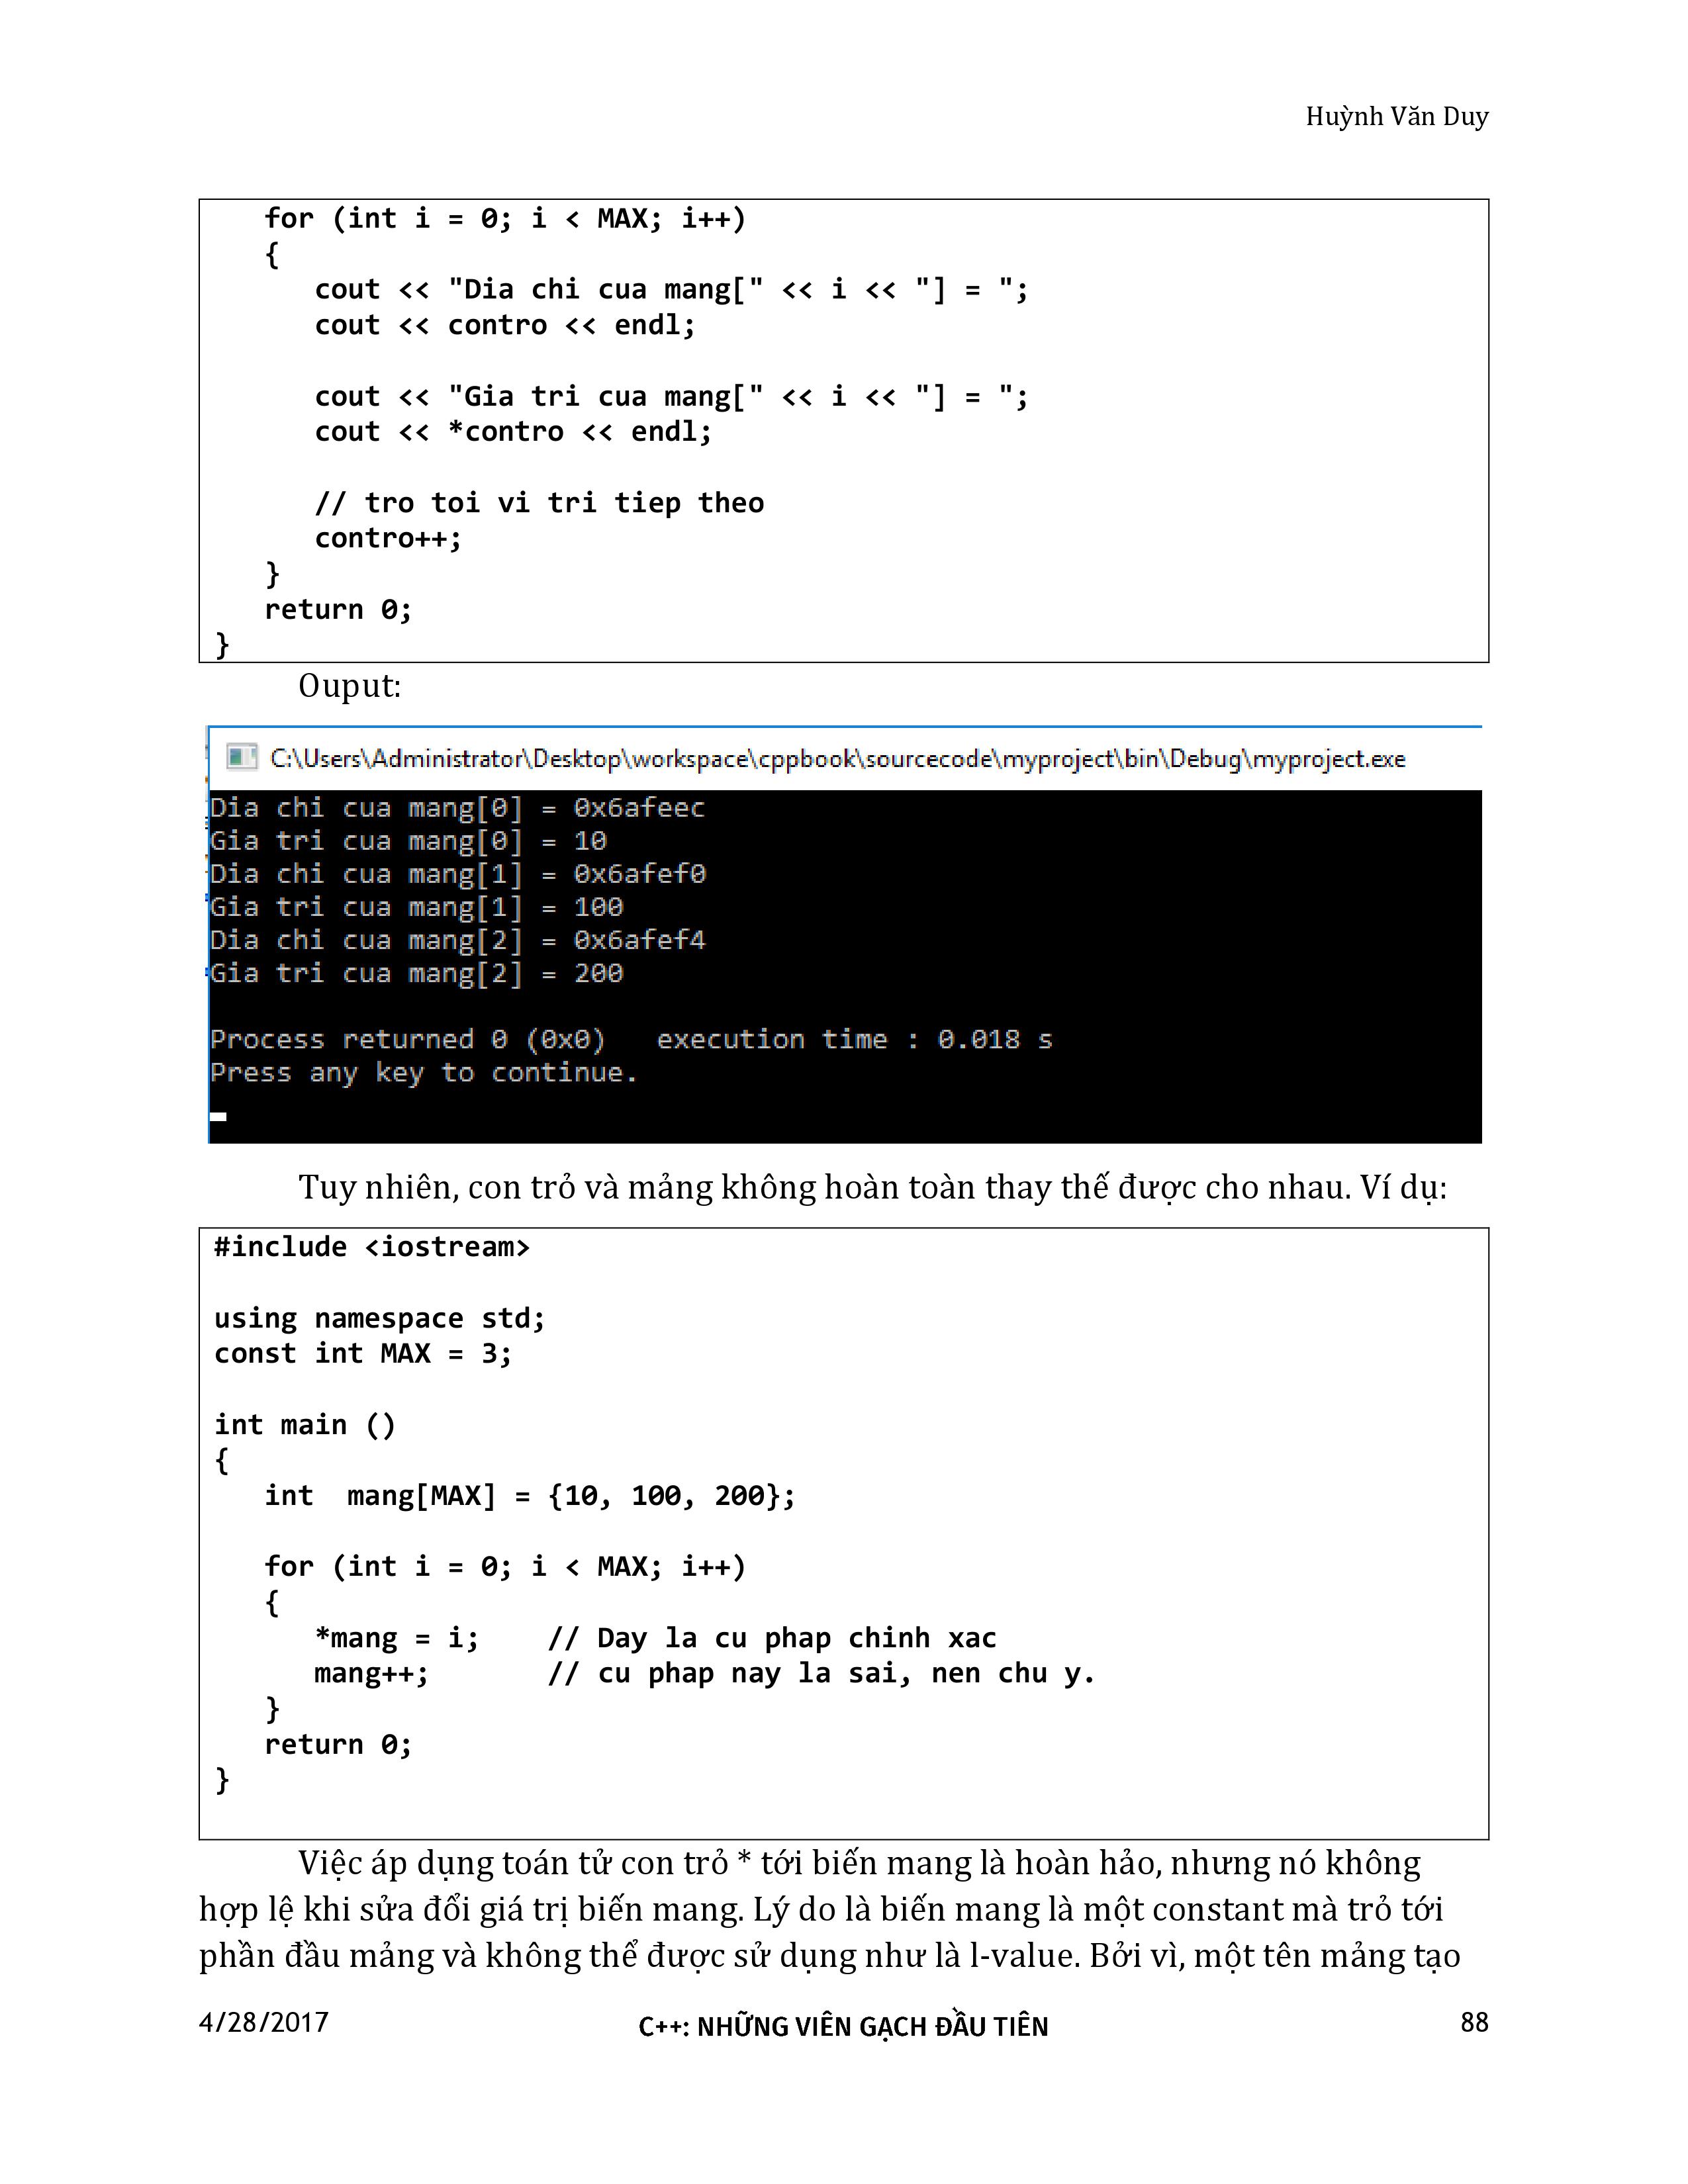 Huỳnh Văn Duy
for (int i = 0; i < MAX; i++)
{
cout << "Dia chi cua mang[" << i << "] = ";
cout << contro << endl;
cout << "Gia tri cua mang[" << i << "] = ";
cout << *contro << endl;
// tro toi vi tri tiep theo
contro++;
}
return 0;
}
Ouput:
C:\Users\Administrator\Desktop\workspace\cppbook\sourcecode\myproject\bin\Debug\myproject.exe
Dia chi cua mang[0] = 0x6afeec
Gia tri cua mang[0] = 10
Dia chi cua mang[1] = 0x6afef0
Gia tri cua mang[1] = 100
Dia chi cua mang[2] = 0x6afef4
Gia tri cua mang[2] = 200
Process returned 0 (0x0)   execution time : 0.018 s
Press any key to continue.
Tuy nhiên, con trỏ và mảng không hoàn toàn thay thế được cho nhau. Ví dụ:
#include <iostream>
using namespace std;
const int MAX = 3;
int main ()
{
int  mang[MAX] = {10, 100, 200};
for (int i = 0; i < MAX; i++)
{
*mang = i;    // Day la cu phap chinh xac
mang++;       // cu phap nay la sai, nen chu y.
}
return 0;
}
Việc áp dụng toán tử con trỏ * tới biến mang là hoàn hảo, nhưng nó không
hợp lệ khi sửa đổi giá trị biến mang. Lý do là biến mang là một constant mà trỏ tới
phần đầu mảng và không thể được sử dụng như là l-value. Bởi vì, một tên mảng tạo
4/28/2017 C++: NHỮNG VIÊN GẠCH ĐẦU TIÊN 88